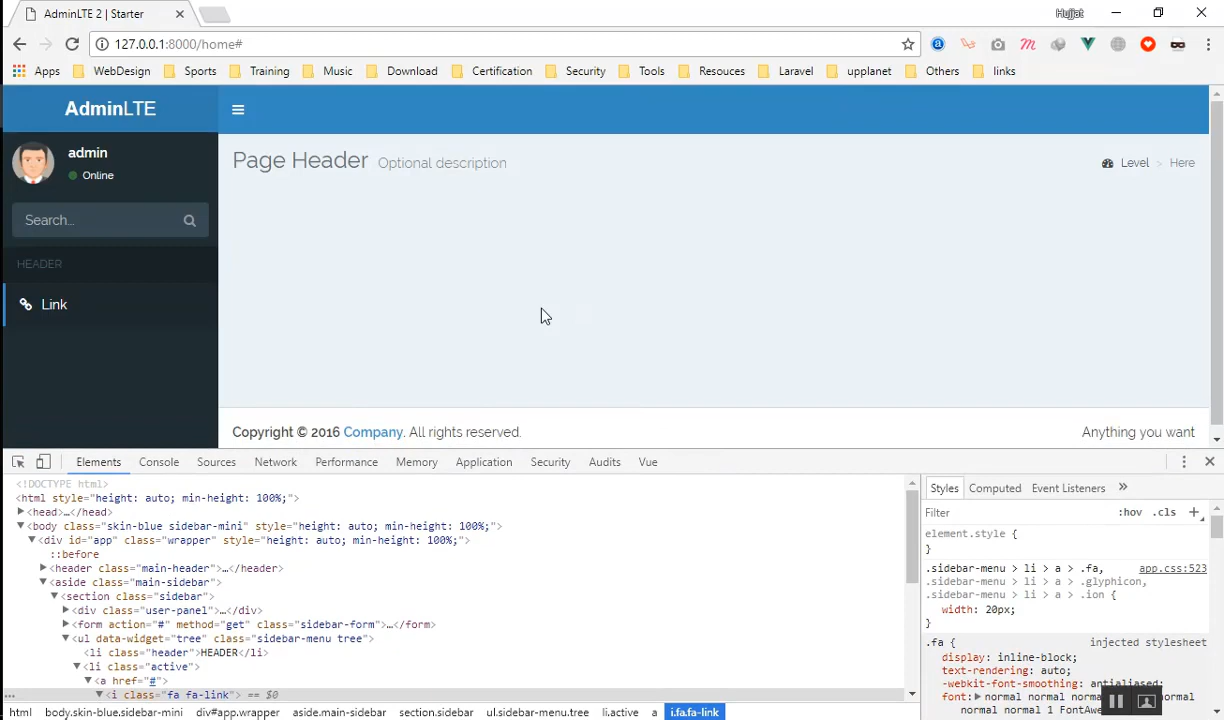 AdminLTE 2 | Starter
Hujjat
127.0.0.1:8000/home#
Apps WebDesign Sports Training Music Download Certification Security Tools Resouces Laravel upplanet Others links
AdminLTE
admin
Online
Page Header Optional description
Level > Here
Search...
HEADER
Link
Copyright © 2016 Company. All rights reserved.
Anything you want
Elements Console Sources Network Performance Memory Application Security Audits Vue
<!DOCTYPE html>
<html style="height: auto; min-height: 100%;">
<head>…</head>
<body class="skin-blue sidebar-mini" style="height: auto; min-height: 100%;">
<div id="app" class="wrapper" style="height: auto; min-height: 100%;">
::before
<header class="main-header">…</header>
<aside class="main-sidebar">
<section class="sidebar">
<div class="user-panel">…</div>
<form action="#" method="get" class="sidebar-form">…</form>
<ul data-widget="tree" class="sidebar-menu tree">
<li class="header">HEADER</li>
<li class="active">
<a href="#">
… <i class="fa fa-link"> == $0
html body.skin-blue.sidebar-mini div#app.wrapper aside.main-sidebar section.sidebar ul.sidebar-menu.tree li.active a i.fa.fa-link
Styles Computed Event Listeners »
Filter :hov .cls +
element.style {
}
.sidebar-menu > li > a > .fa, app.css:523
.sidebar-menu > li > a > .glyphicon,
.sidebar-menu > li > a > .ion {
width: 20px;
}
.fa { injected stylesheet
display: inline-block;
text-rendering: auto;
-webkit-font-smoothing: antialiased;
font: normal normal normal
normal normal 1 FontAwe